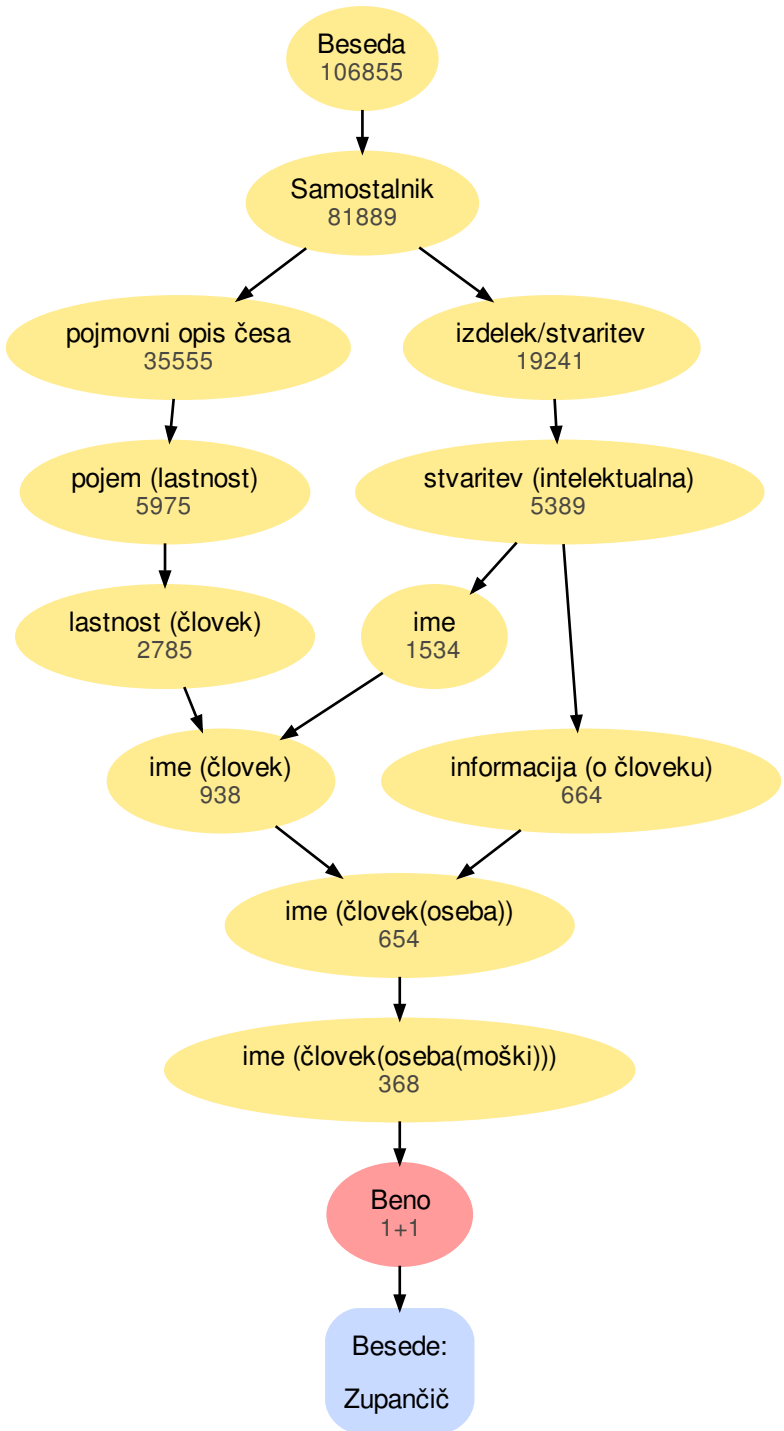 Beseda
106855
Samostalnik
81889
pojmovni opis česa
35555
izdelek/stvaritev
19241
pojem (lastnost)
5975
stvaritev (intelektualna)
5389
lastnost (človek)
2785
ime
1534
ime (človek)
938
informacija (o človeku)
664
ime (človek(oseba))
654
ime (človek(oseba(moški)))
368
Beno
1+1
Besede:
Zupančič